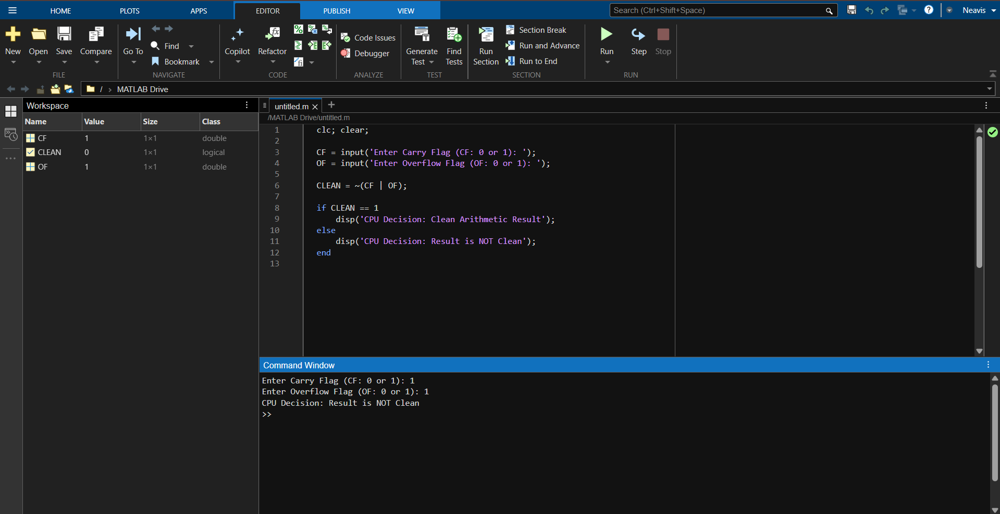 HOME PLOTS APPS EDITOR PUBLISH VIEW Search (Ctrl+Shift+Space) Neavis
New Open Save Compare Go To Find Bookmark Copilot Refactor Code Issues Debugger Generate Test Find Tests Run Section Section Break Run and Advance Run to End Run Step Stop
FILE NAVIGATE CODE ANALYZE TEST SECTION RUN
/ › MATLAB Drive
Workspace
Name Value Size Class
CF 1 1×1 double
CLEAN 0 1×1 logical
OF 1 1×1 double
untitled.m
/MATLAB Drive/untitled.m
1 clc; clear;
2
3 CF = input('Enter Carry Flag (CF: 0 or 1): ');
4 OF = input('Enter Overflow Flag (OF: 0 or 1): ');
5
6 CLEAN = ~(CF | OF);
7
8 if CLEAN == 1
9 disp('CPU Decision: Clean Arithmetic Result');
10 else
11 disp('CPU Decision: Result is NOT Clean');
12 end
13
Command Window
Enter Carry Flag (CF: 0 or 1): 1
Enter Overflow Flag (OF: 0 or 1): 1
CPU Decision: Result is NOT Clean
>>